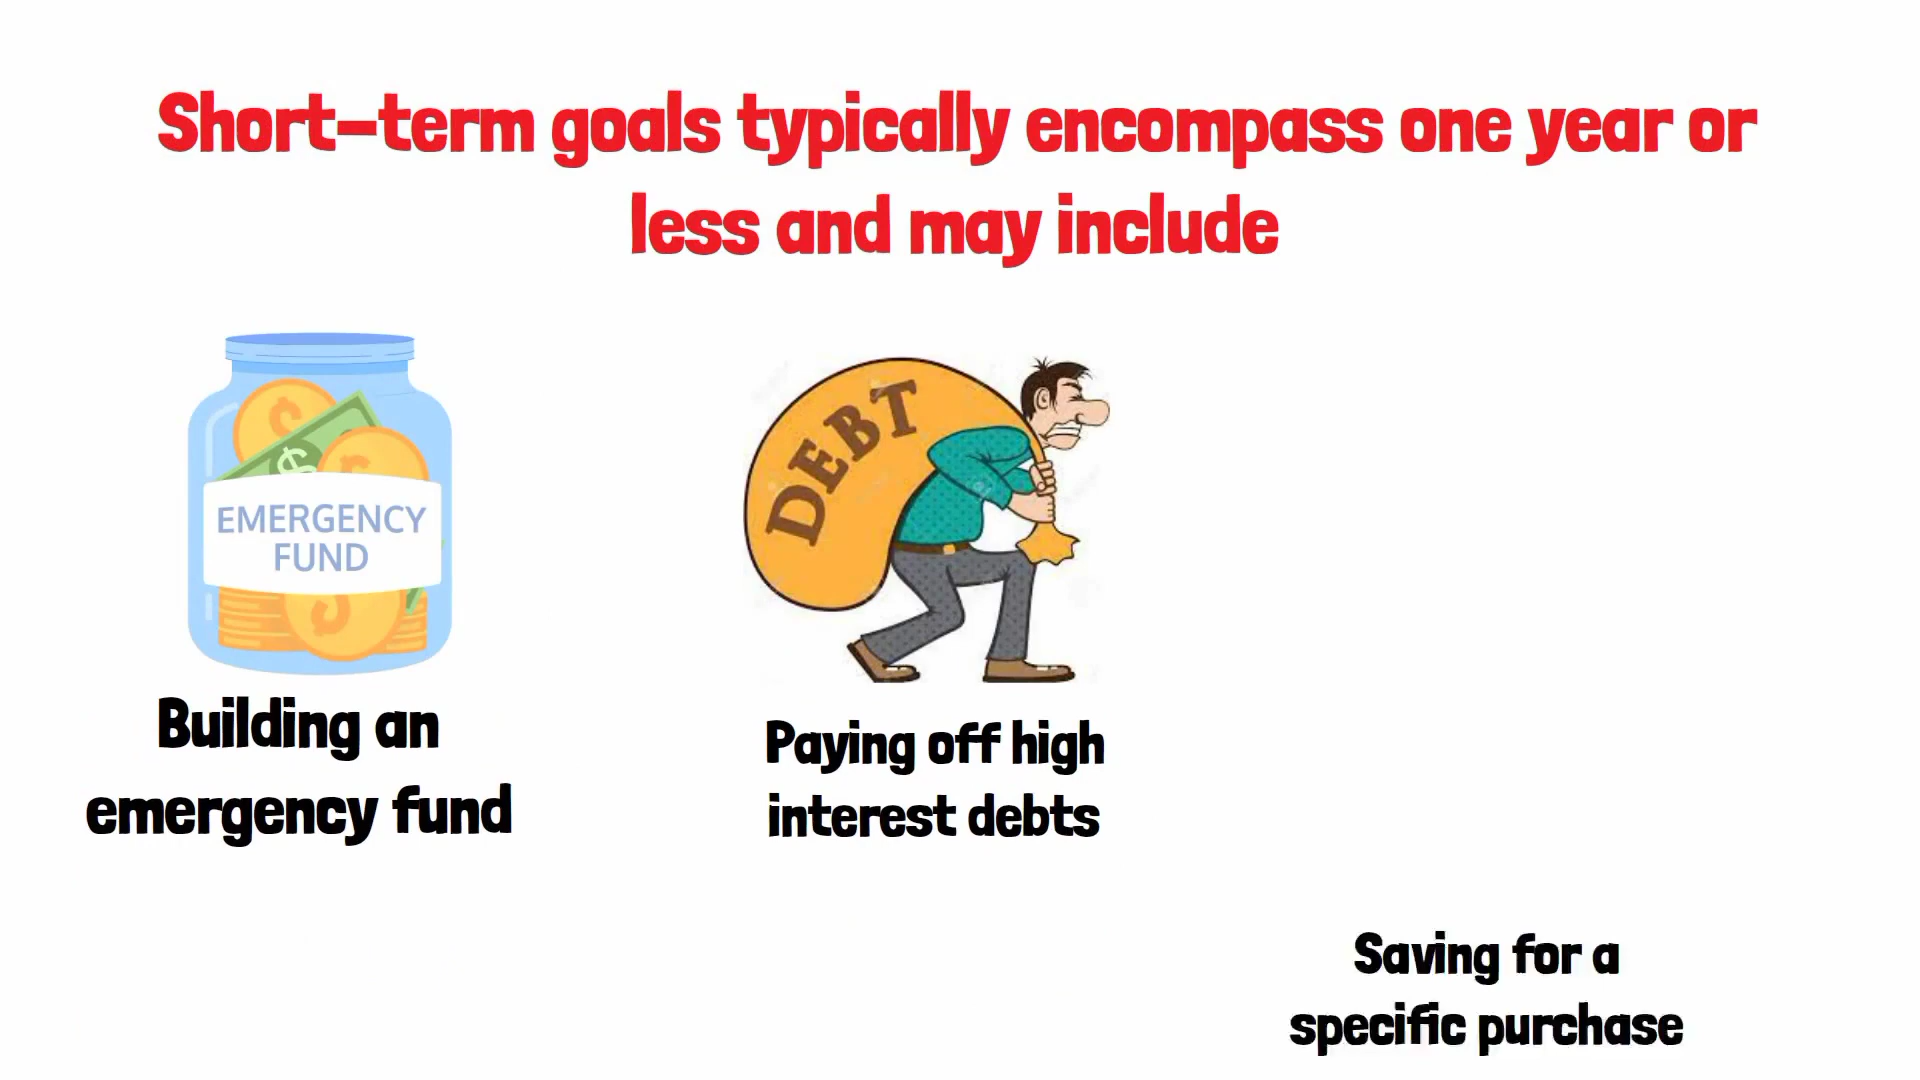 Short-term goals typically encompass one year or
less and may include
EMERGENCY
FUND
DEBT
Building an
emergency fund
Paying off high
interest debts
Saving for a
specific purchase